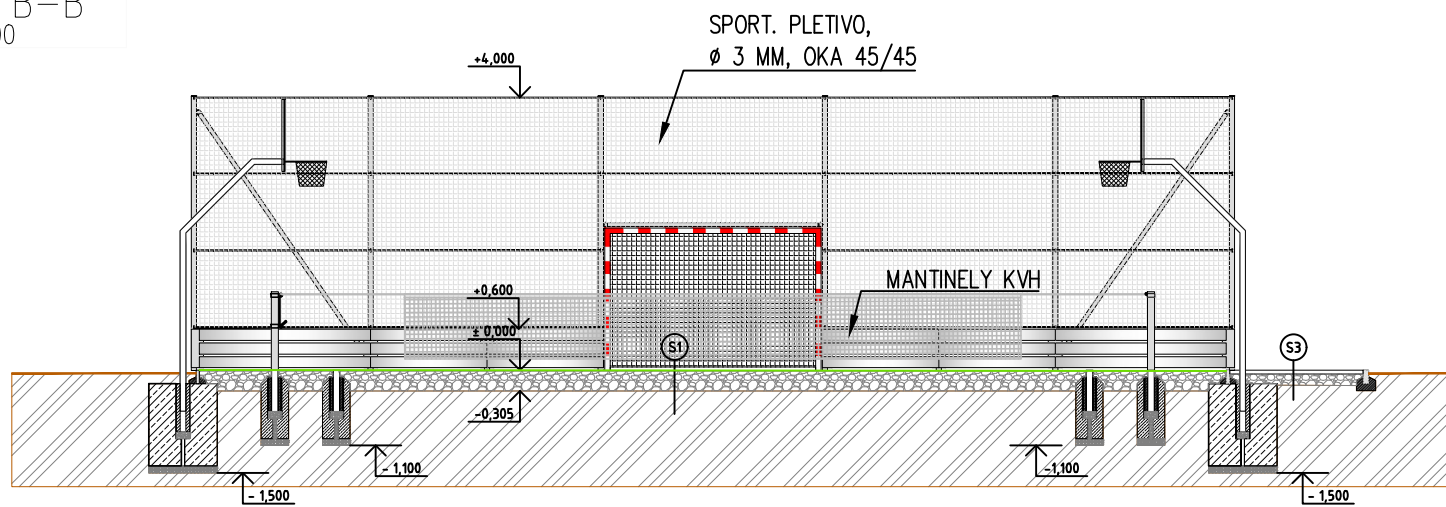 B-B
SPORT. PLETIVO,
ø 3 MM, OKA 45/45
+4,000
MANTINELY KVH
+0,600
± 0,000
S1
S3
-0,305
- 1,100
-1,100
- 1,500
- 1,500